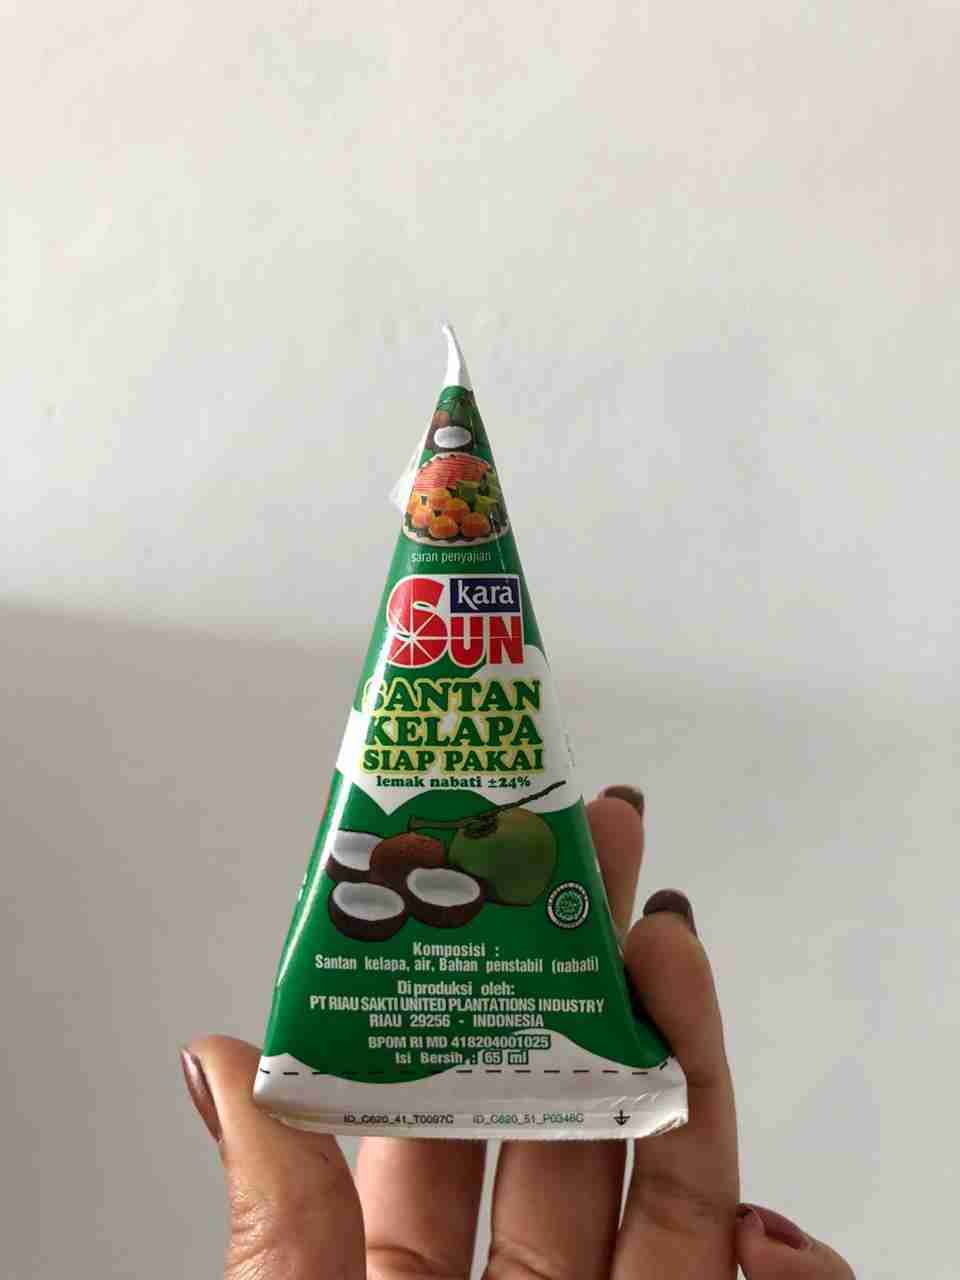 saran penyajian
kara
SUN
SANTAN
KELAPA
SIAP PAKAI
lemak nabati ±24%
Komposisi :
Santan kelapa, air, Bahan penstabil (nabati)
Diproduksi oleh:
PT RIAU SAKTI UNITED PLANTATIONS INDUSTRY
RIAU 29256 - INDONESIA
BPOM RI MD 418204001025
Isi Bersih : 65 ml
ID_C620_41_T0097C ID_C620_51_P0346C